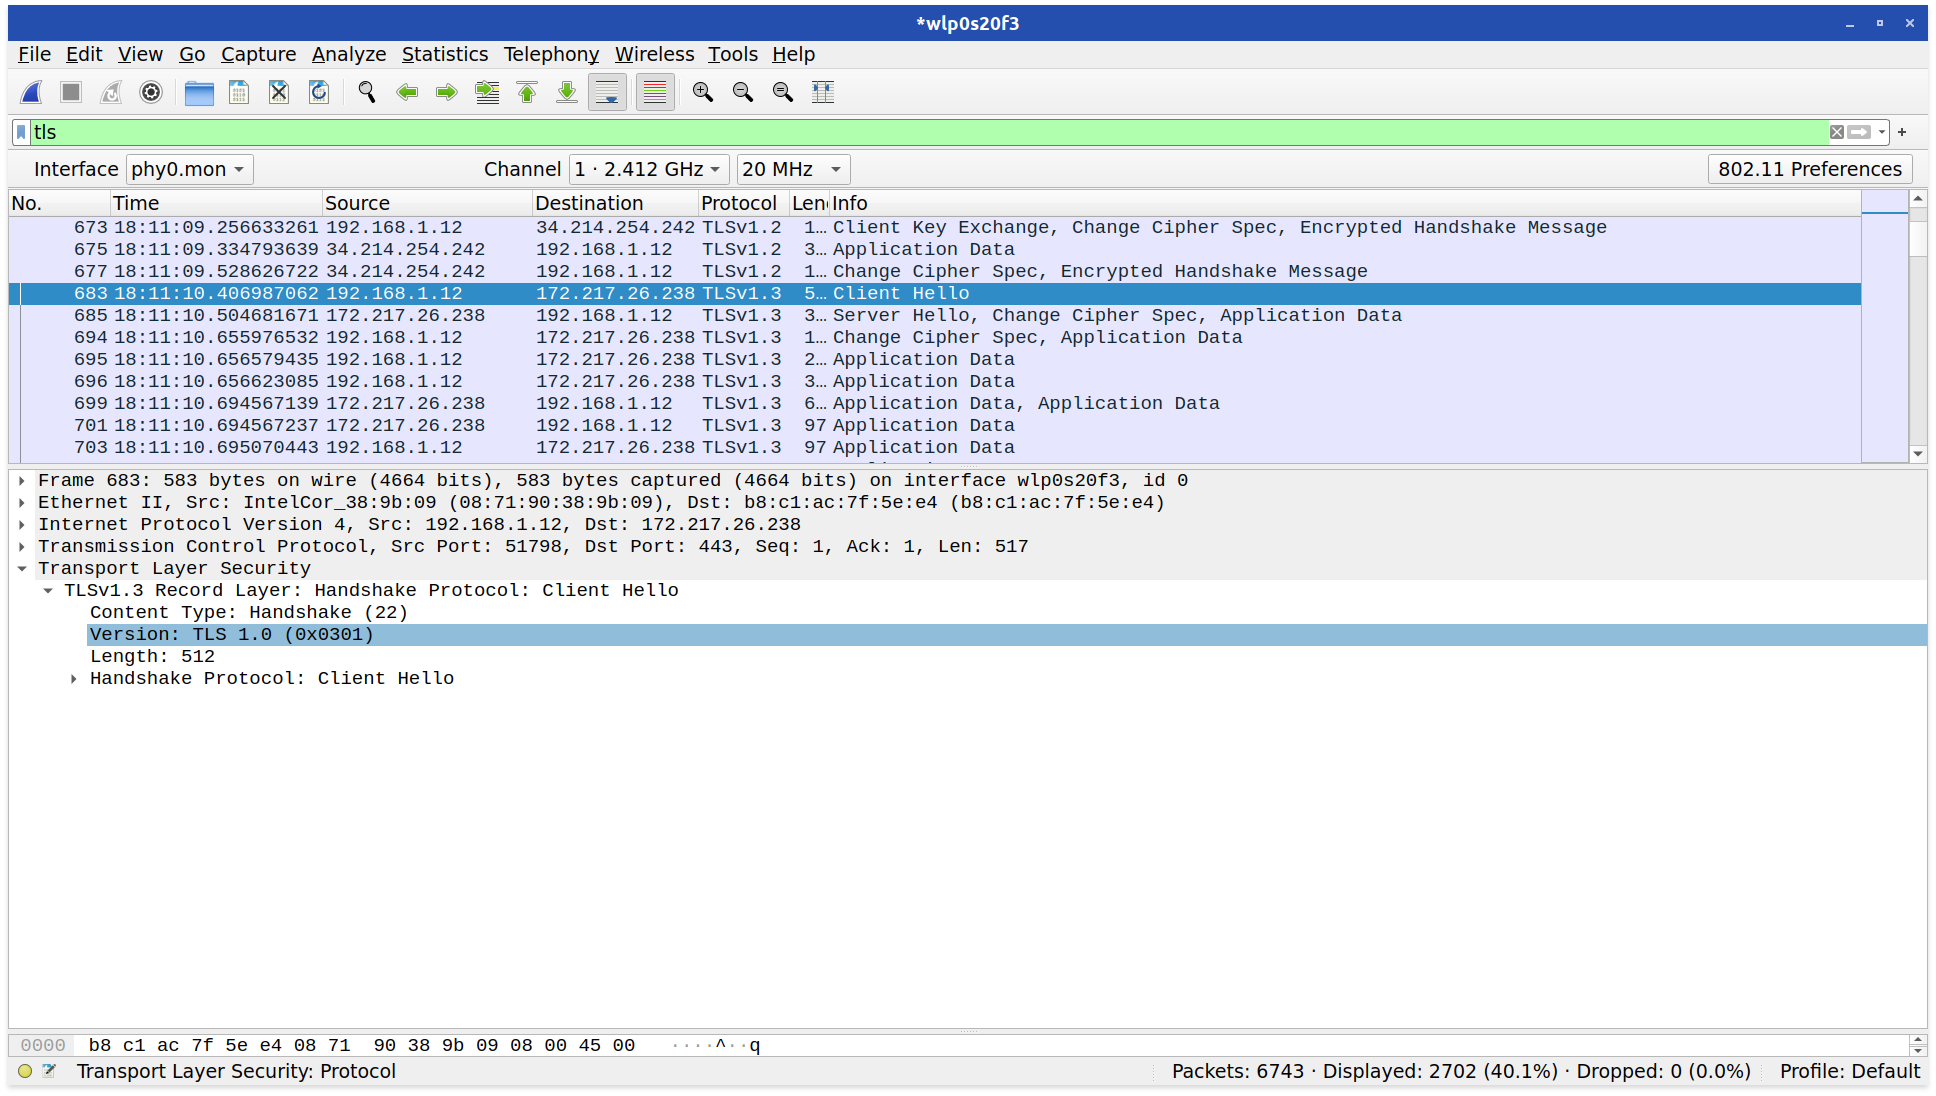 *wlp0s20f3
File Edit View Go Capture Analyze Statistics Telephony Wireless Tools Help
tls
+
Interface phy0.mon Channel 1 · 2.412 GHz 20 MHz 802.11 Preferences
No. Time Source Destination Protocol Len Info
673 18:11:09.256633261 192.168.1.12 34.214.254.242 TLSv1.2 1… Client Key Exchange, Change Cipher Spec, Encrypted Handshake Message
675 18:11:09.334793639 34.214.254.242 192.168.1.12 TLSv1.2 3… Application Data
677 18:11:09.528626722 34.214.254.242 192.168.1.12 TLSv1.2 1… Change Cipher Spec, Encrypted Handshake Message
683 18:11:10.406987062 192.168.1.12 172.217.26.238 TLSv1.3 5… Client Hello
685 18:11:10.504681671 172.217.26.238 192.168.1.12 TLSv1.3 3… Server Hello, Change Cipher Spec, Application Data
694 18:11:10.655976532 192.168.1.12 172.217.26.238 TLSv1.3 1… Change Cipher Spec, Application Data
695 18:11:10.656579435 192.168.1.12 172.217.26.238 TLSv1.3 2… Application Data
696 18:11:10.656623085 192.168.1.12 172.217.26.238 TLSv1.3 3… Application Data
699 18:11:10.694567139 172.217.26.238 192.168.1.12 TLSv1.3 6… Application Data, Application Data
701 18:11:10.694567237 172.217.26.238 192.168.1.12 TLSv1.3 97 Application Data
703 18:11:10.695070443 192.168.1.12 172.217.26.238 TLSv1.3 97 Application Data
Frame 683: 583 bytes on wire (4664 bits), 583 bytes captured (4664 bits) on interface wlp0s20f3, id 0
Ethernet II, Src: IntelCor_38:9b:09 (08:71:90:38:9b:09), Dst: b8:c1:ac:7f:5e:e4 (b8:c1:ac:7f:5e:e4)
Internet Protocol Version 4, Src: 192.168.1.12, Dst: 172.217.26.238
Transmission Control Protocol, Src Port: 51798, Dst Port: 443, Seq: 1, Ack: 1, Len: 517
Transport Layer Security
TLSv1.3 Record Layer: Handshake Protocol: Client Hello
Content Type: Handshake (22)
Version: TLS 1.0 (0x0301)
Length: 512
Handshake Protocol: Client Hello
0000 b8 c1 ac 7f 5e e4 08 71 90 38 9b 09 08 00 45 00 ····^··q
Transport Layer Security: Protocol Packets: 6743 · Displayed: 2702 (40.1%) · Dropped: 0 (0.0%) Profile: Default